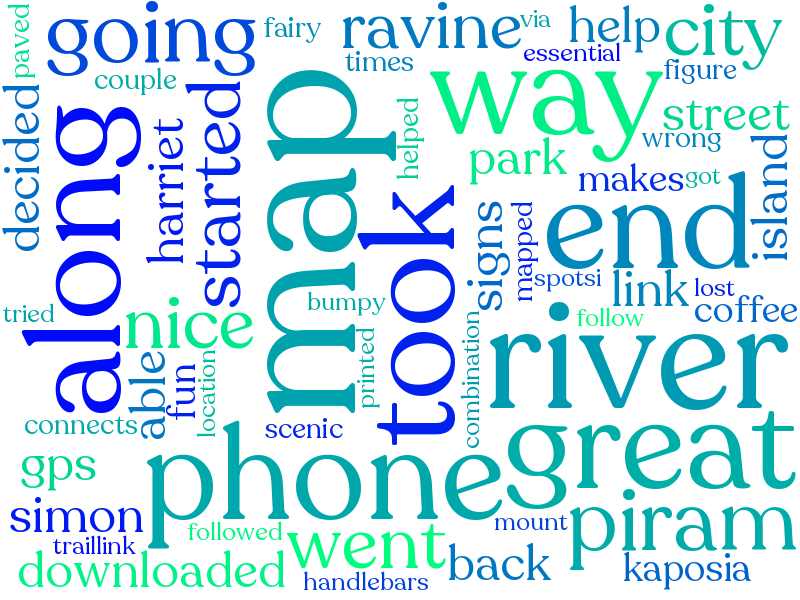 paved
going
fairy
couple
ravine
via
times
help
essential
city
figure
decided
along
harriet
started
map
helped
way
street
wrong
park
makes
got
island
took
signs
mapped
end
spotsi
link
lost
coffee
tried
nice
bumpy
follow
able
fun
location
printed
combination
river
connects
scenic
gps
phone
great
simon
traillink
followed
went
mount
piram
downloaded
handlebars
back
kaposia